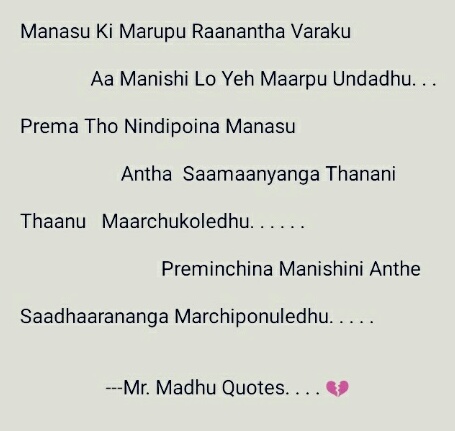 Manasu Ki Marupu Raanantha Varaku
Aa Manishi Lo Yeh Maarpu Undadhu. . .
Prema Tho Nindipoina Manasu
Antha  Saamaanyanga Thanani
Thaanu   Maarchukoledhu. . . . . .
Preminchina Manishini Anthe
Saadhaarananga Marchiponuledhu. . . . .
---Mr. Madhu Quotes. . . . 💔